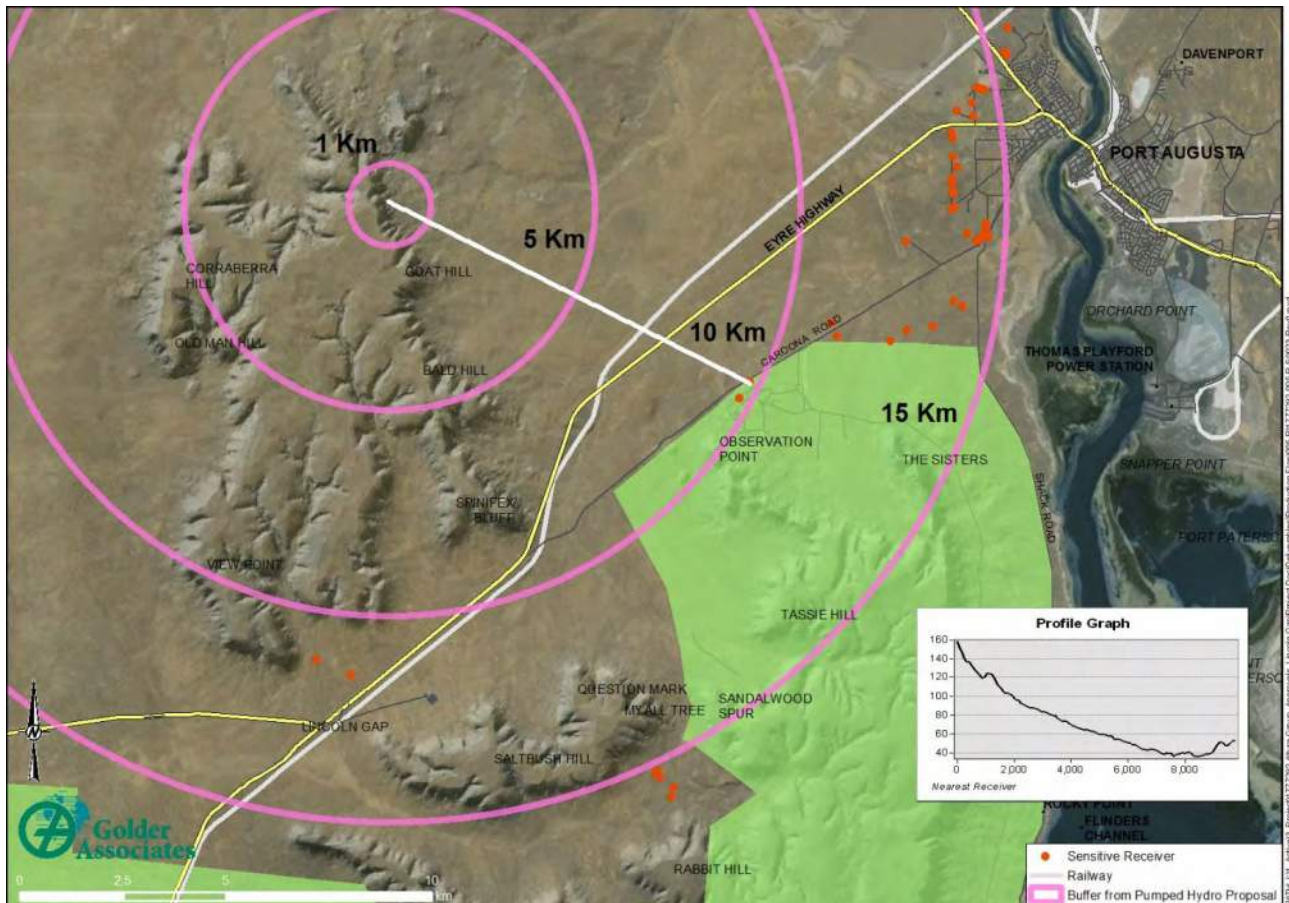 DAVENPORT
1 Km
PORT AUGUSTA
EYRE HIGHWAY
5 Km
CORRABERRA
HILL
GOAT HILL
ORCHARD POINT
OLD MAN HILL
10 Km
CAROONA ROAD
THOMAS PLAYFORD
POWER STATION
BALD HILL
15 Km
OBSERVATION
POINT
THE SISTERS
SNAPPER POINT
SPINIFEX
BLUFF
SHACK ROAD
VIEW POINT
TASSIE HILL
Profile Graph
160
140
120
100
80
60
40
0
2,000
4,000
6,000
8,000
Nearest Receiver
QUESTION MARK
MYALL TREE
SANDALWOOD
SPUR
LINCOLN GAP
SALTBUSH HILL
N
ROCKY POINT
FLINDERS
CHANNEL
Golder
Associates
RABBIT HILL
0
2.5
5
10
km
Sensitive Receiver
Railway
Buffer from Pumped Hydro Proposal